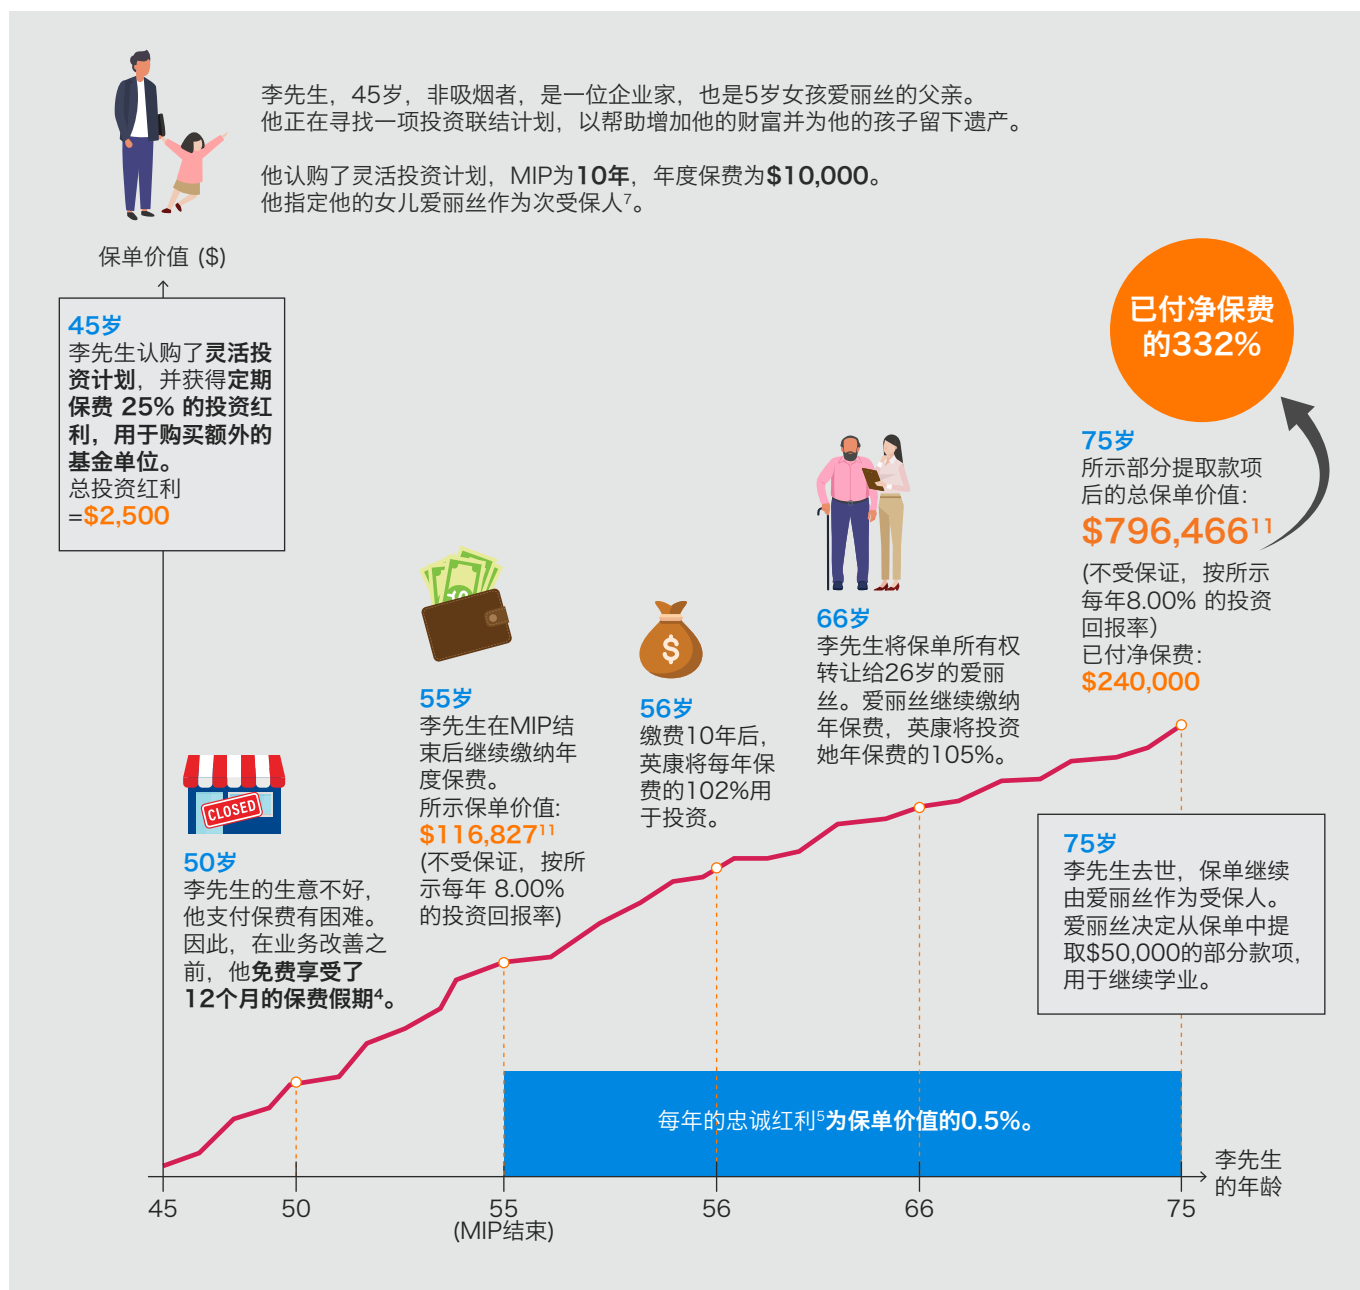 李先生，45岁，非吸烟者，是一位企业家，也是5岁女孩爱丽丝的父亲。
他正在寻找一项投资联结计划，以帮助增加他的财富并为他的孩子留下遗产。
他认购了灵活投资计划，MIP为10年，年度保费为$10,000。
他指定他的女儿爱丽丝作为次受保人7。
保单价值 ($)
45岁
李先生认购了灵活投
资计划，并获得定期
保费 25% 的投资红
利，用于购买额外的
基金单位。
总投资红利
=$2,500
CLOSED
50岁
李先生的生意不好，
他支付保费有困难。
因此，在业务改善之
前，他免费享受了
12个月的保费假期4。
10
55岁
李先生在MIP结
束后继续缴纳年
度保费。
所示保单价值:
$116,82711
(不受保证，按所
示每年 8.00%
的投资回报率)
$
56岁
缴费10年后，
英康将每年保
费的102%用
于投资。
66岁
李先生将保单所有权
转让给26岁的爱丽
丝。爱丽丝继续缴纳
年保费，英康将投资
她年保费的105%。
已付净保费
的332%
75岁
所示部分提取款项
后的总保单价值：
$796,46611
(不受保证，按所示
每年8.00% 的投资
回报率）
已付净保费：
$240,000
75岁
李先生去世，保单继续
由爱丽丝作为受保人。
爱丽丝决定从保单中提
取$50,000的部分款项，
用于继续学业。
每年的忠诚红利5为保单价值的0.5%。
45
50
55
(MIP结束)
56
66
75
李先生
的年龄